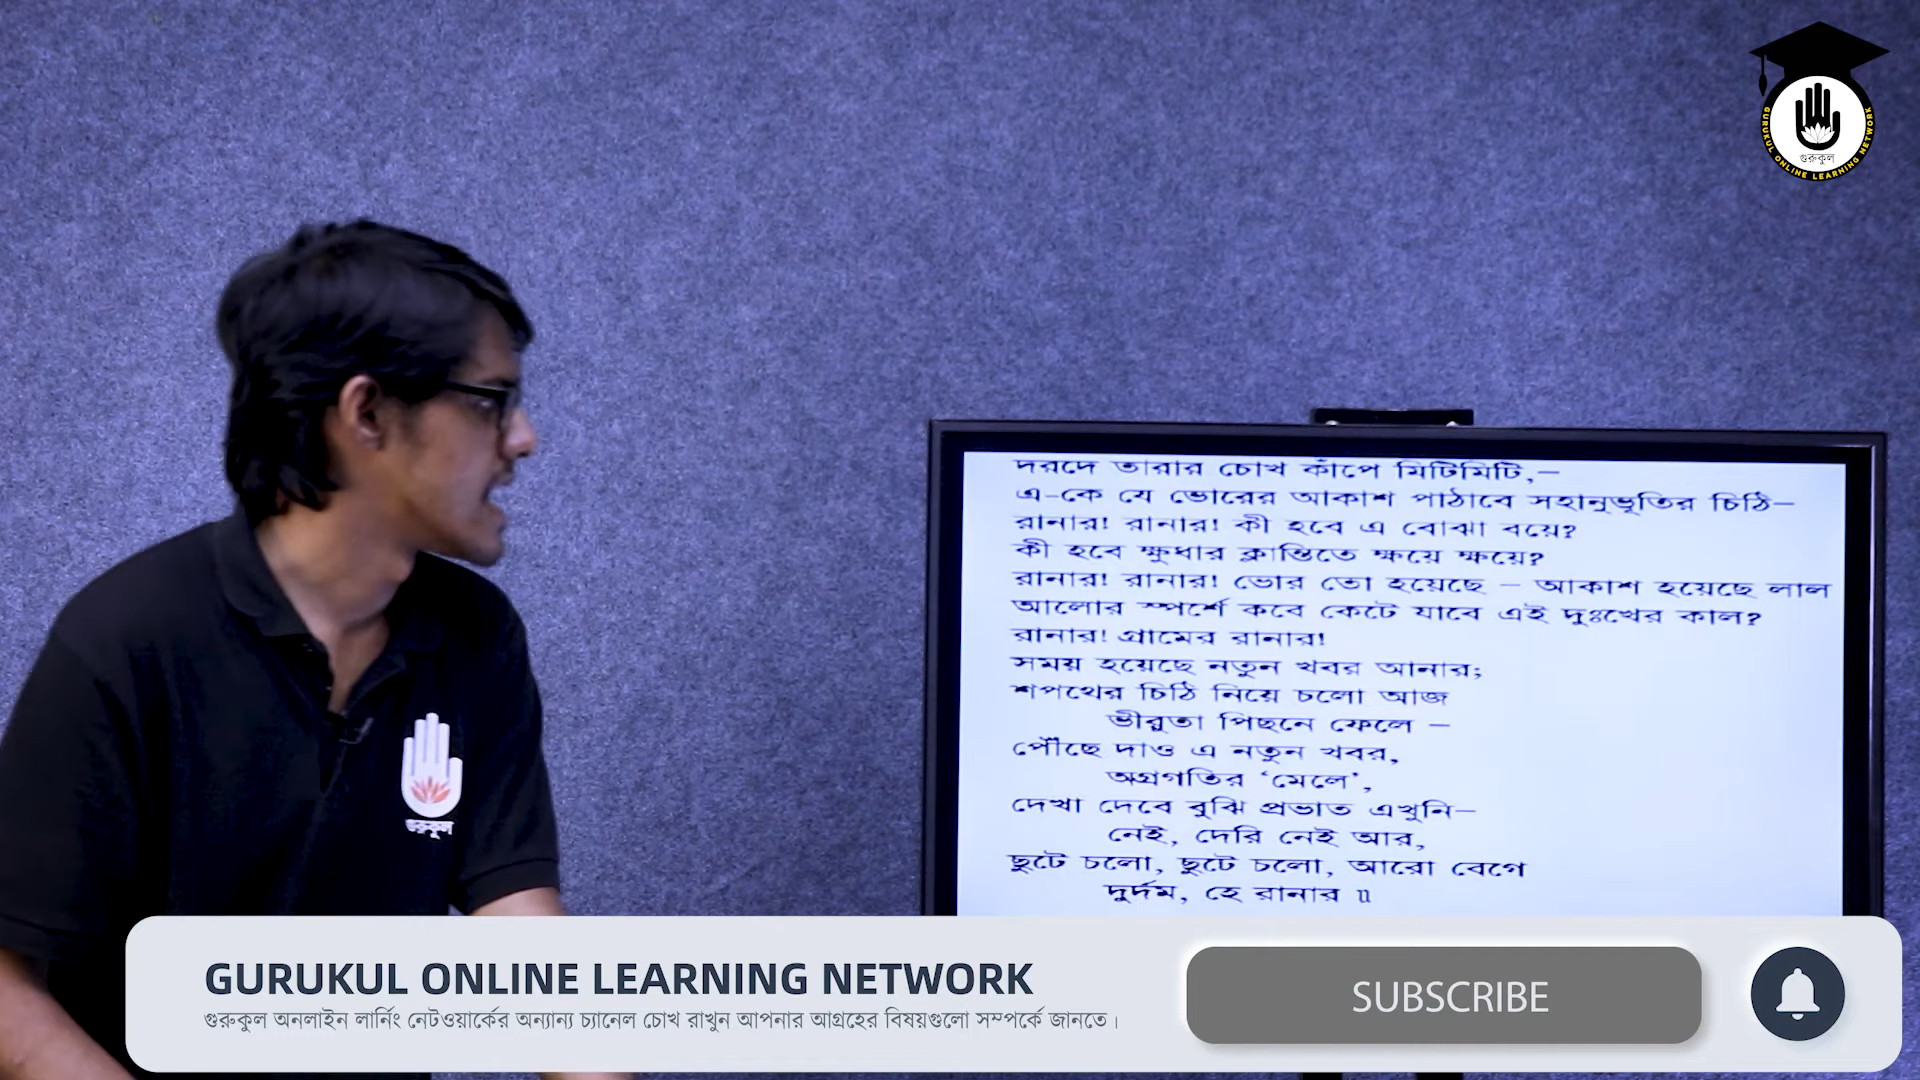 GURUKUL ONLINE LEARNING NETWORK
গুরুকুল
দরদে তারার চোখ কাঁপে মিটিমিটি,–
এ-কে যে ভোরের আকাশ পাঠাবে সহানুভূতির চিঠি–
রানার! রানার! কী হবে এ বোঝা বয়ে?
কী হবে ক্ষুধার ক্লান্তিতে ক্ষয়ে ক্ষয়ে?
রানার! রানার! ভোর তো হয়েছে – আকাশ হয়েছে লাল
আলোর স্পর্শে কবে কেটে যাবে এই দুঃখের কাল?
রানার! গ্রামের রানার!
সময় হয়েছে নতুন খবর আনার;
শপথের চিঠি নিয়ে চলো আজ
ভীরুতা পিছনে ফেলে –
পৌঁছে দাও এ নতুন খবর,
অগ্রগতির ‘মেলে’,
দেখা দেবে বুঝি প্রভাত এখুনি–
নেই, দেরি নেই আর,
ছুটে চলো, ছুটে চলো, আরো বেগে
দুর্দম, হে রানার ॥
গুরুকুল
GURUKUL ONLINE LEARNING NETWORK
গুরুকুল অনলাইন লার্নিং নেটওয়ার্কের অন্যান্য চ্যানেল চোখ রাখুন আপনার আগ্রহের বিষয়গুলো সম্পর্কে জানতে।
SUBSCRIBE